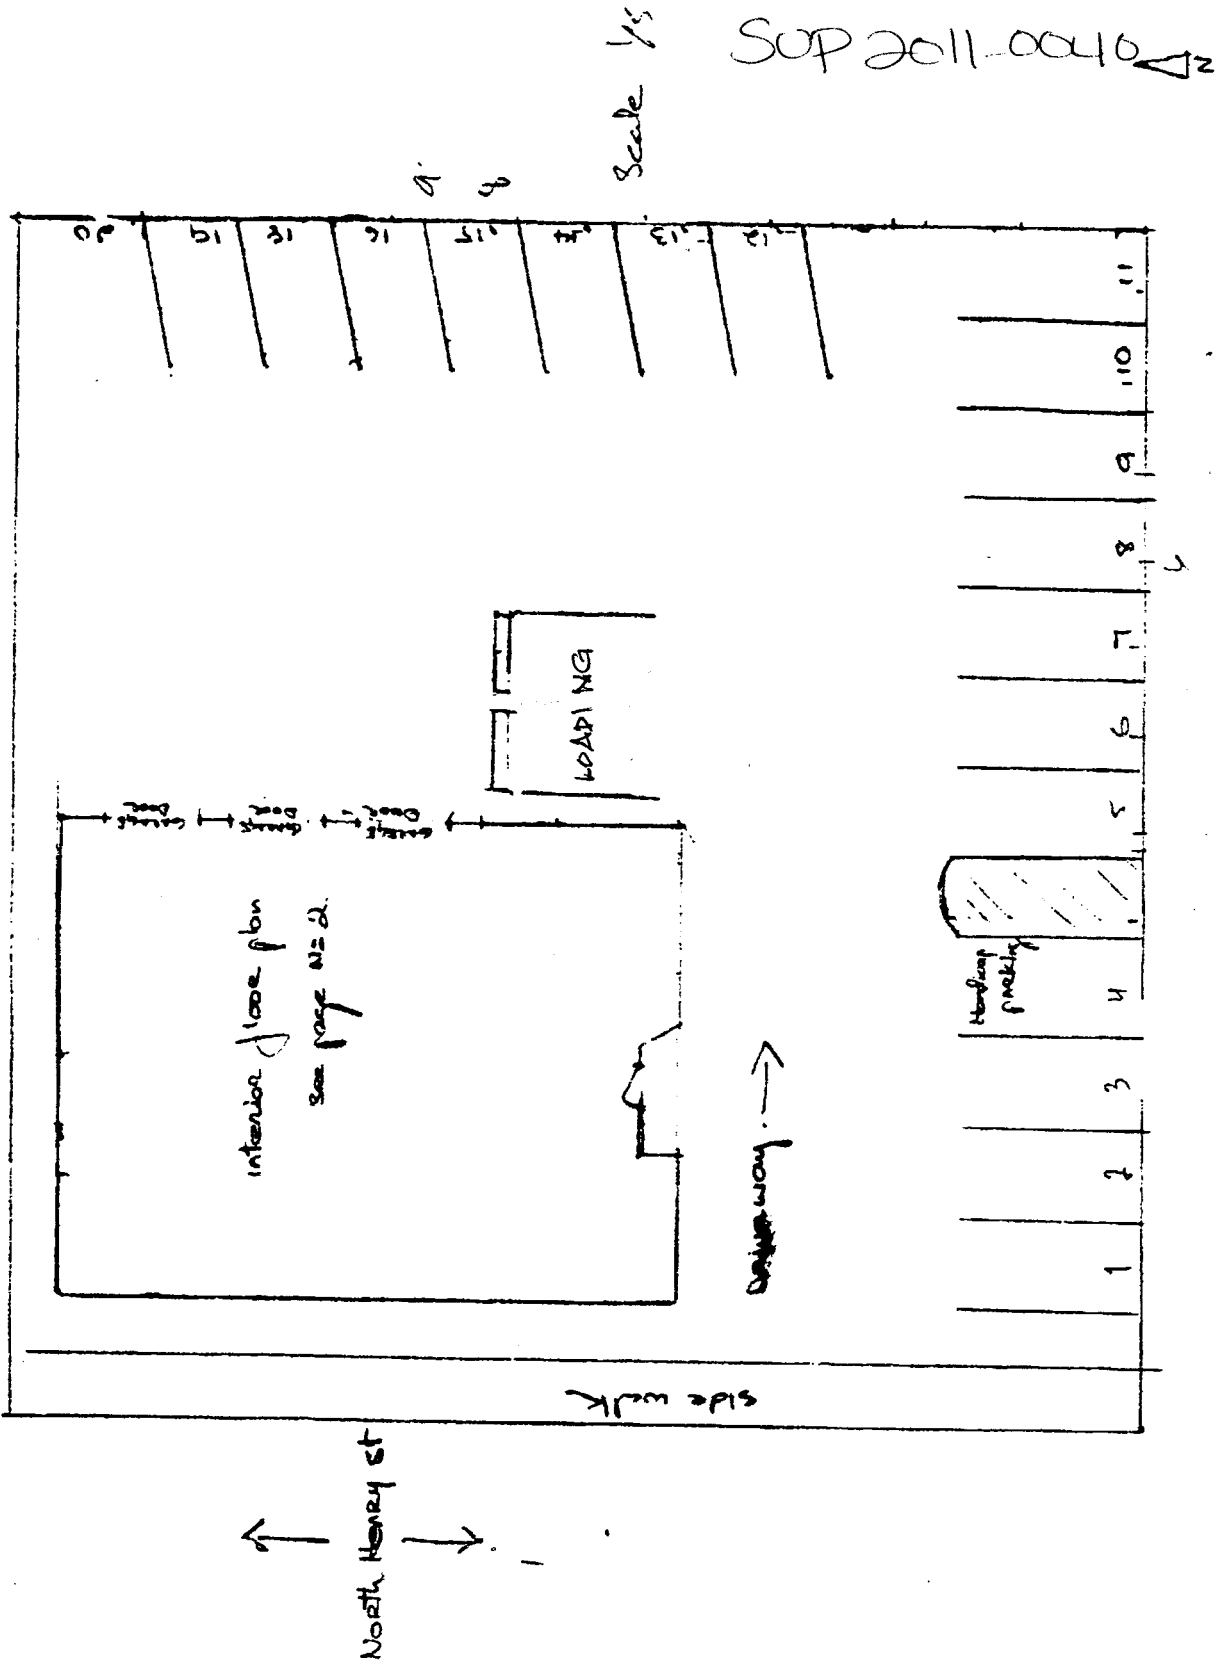 SUP 2011-0040
N
Scale 1/8
9'
8
20
19
18
16
15
14
13
12
11
10
9
8
7
6
5
4
3
2
1
Handicap
parking
LOADING
GARAGE
DOOR
GARAGE
DOOR
GARAGE
DOOR
interior floor plan
see page N=2
DRIVEWAY
side walk
North Henry st